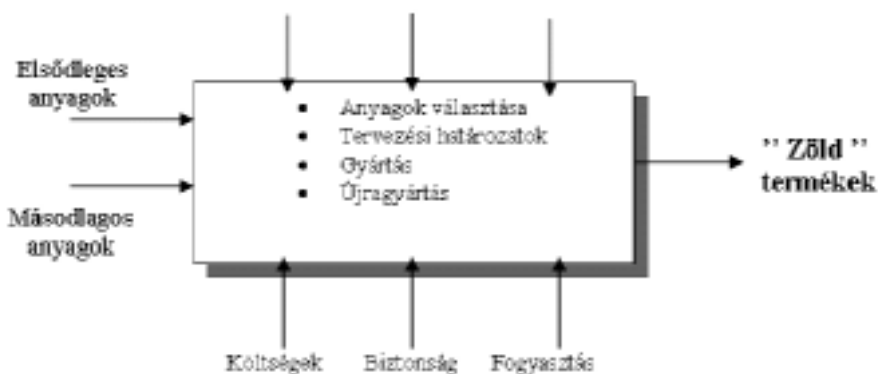 Elsődleges
anyagok
Anyagok választása
Tervezési határozatok
Gyártás
Újragyártás
" Zöld "
termékek
Másodlagos
anyagok
Költségek
Biztonság
Fogyasztás